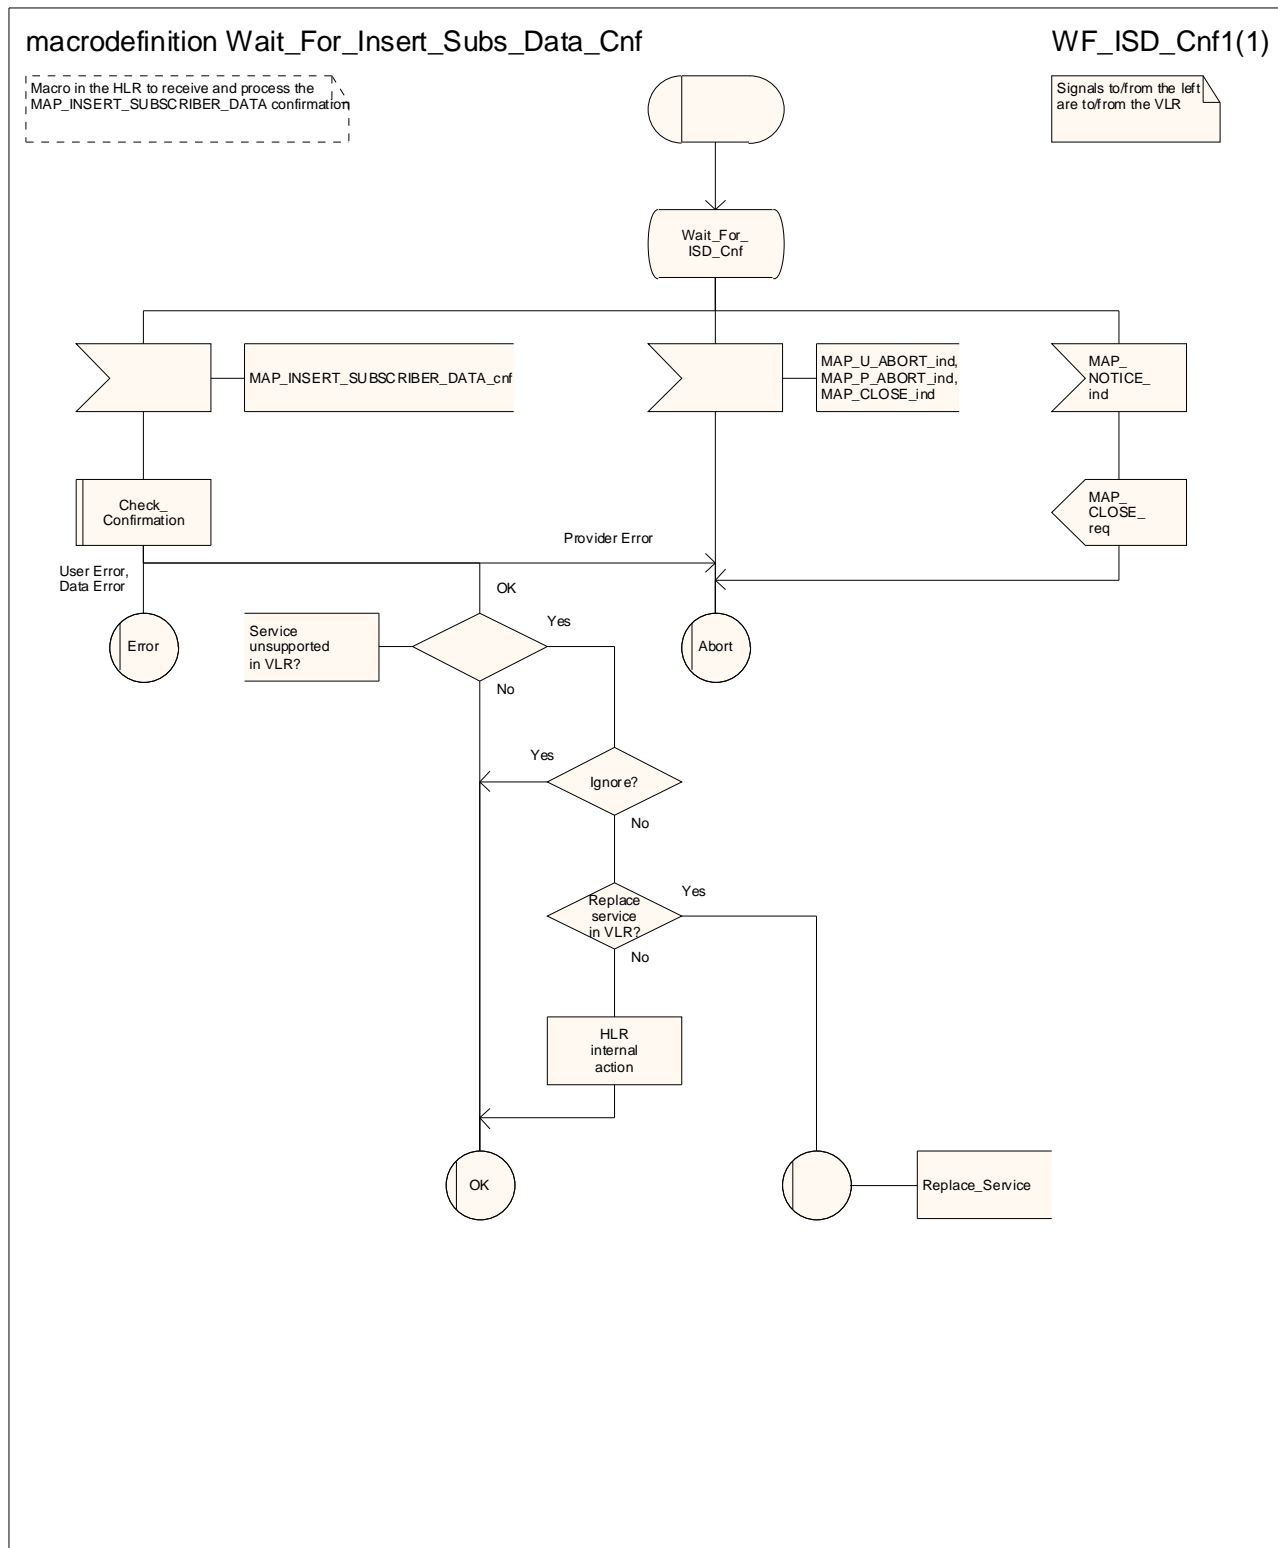 macrodefinition Wait_For_Insert_Subs_Data_Cnf
WF_ISD_Cnf1(1)
Macro in the HLR to receive and process the
MAP_INSERT_SUBSCRIBER_DATA confirmation
Signals to/from the left
are to/from the VLR
Wait_For_
ISD_Cnf
MAP_INSERT_SUBSCRIBER_DATA_cnf
MAP_U_ABORT_ind,
MAP_P_ABORT_ind,
MAP_CLOSE_ind
MAP_
NOTICE_
ind
Check_
Confirmation
MAP_
CLOSE_
req
Provider Error
User Error,
Data Error
OK
Error
Service
unsupported
in VLR?
Yes
Abort
No
Yes
Ignore?
No
Replace
service
in VLR?
Yes
No
HLR
internal
action
OK
Replace_Service